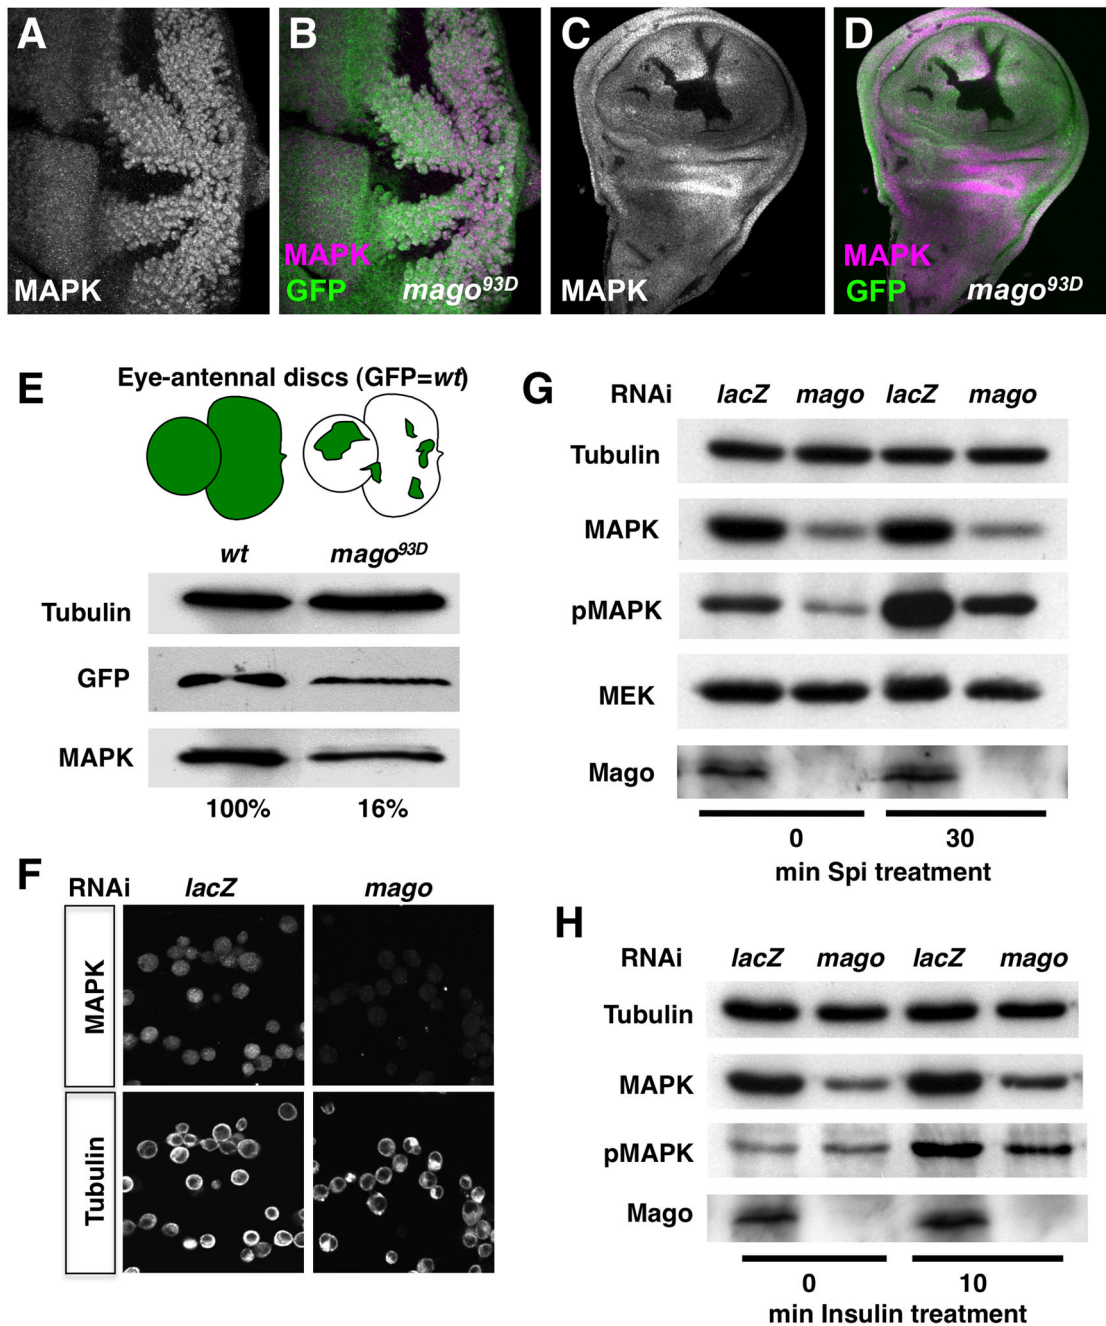 A
MAPK
B
MAPK
GFP
mago93D
C
MAPK
D
MAPK
GFP
mago93D
E
Eye-antennal discs (GFP=wt)
wt mago93D
Tubulin
GFP
MAPK
100% 16%
F
RNAi lacZ mago
MAPK
Tubulin
G
RNAi lacZ mago lacZ mago
Tubulin
MAPK
pMAPK
MEK
Mago
0 30
min Spi treatment
H
RNAi lacZ mago lacZ mago
Tubulin
MAPK
pMAPK
Mago
0 10
min Insulin treatment